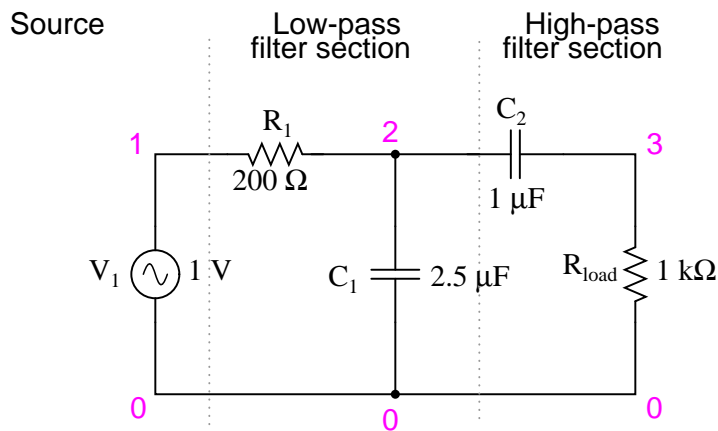 Source
Low-pass
filter section
High-pass
filter section
1
R1
200 Ω
2
C2
1 μF
3
V1
1 V
C1
2.5 μF
Rload
1 kΩ
0
0
0